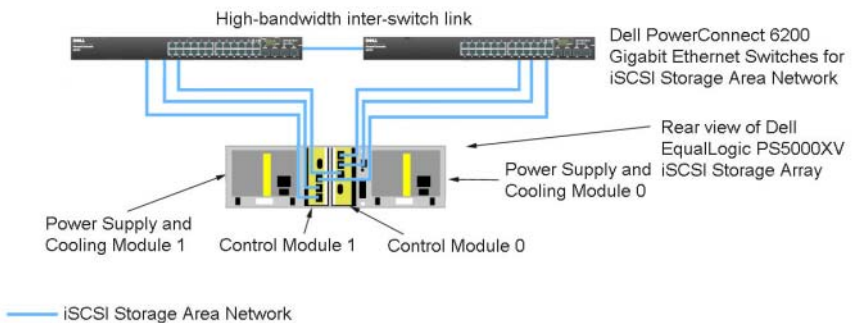 High-bandwidth inter-switch link
DELL
DELL
Dell PowerConnect 6200
Gigabit Ethernet Switches for
iSCSI Storage Area Network
Rear view of Dell
EqualLogic PS5000XV
iSCSI Storage Array
Power Supply and
Cooling Module 0
Power Supply and
Cooling Module 1
Control Module 1
Control Module 0
iSCSI Storage Area Network